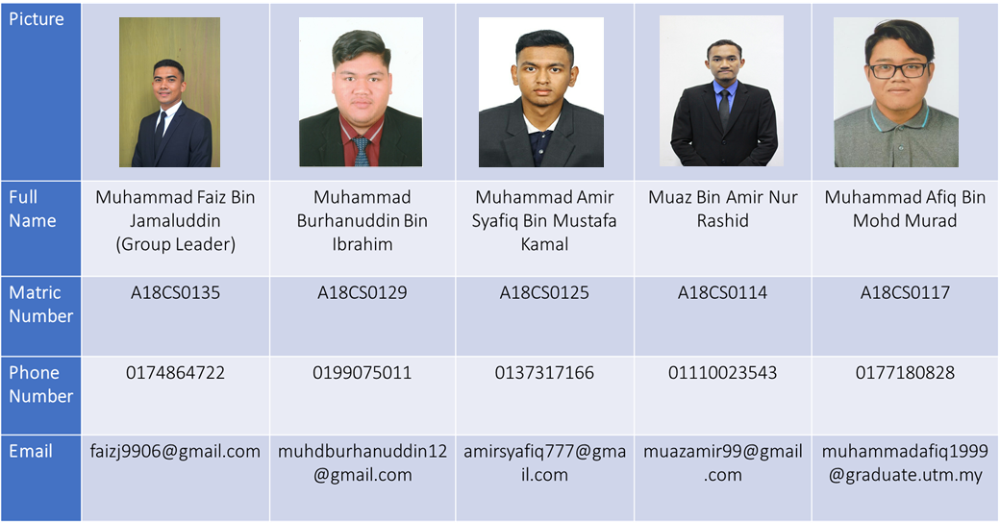 Picture
Full
Name
Muhammad Faiz Bin
Jamaluddin
(Group Leader)
Muhammad
Burhanuddin Bin
Ibrahim
Muhammad Amir
Syafiq Bin Mustafa
Kamal
Muaz Bin Amir Nur
Rashid
Muhammad Afiq Bin
Mohd Murad
Matric
Number
A18CS0135
A18CS0129
A18CS0125
A18CS0114
A18CS0117
Phone
Number
0174864722
0199075011
0137317166
01110023543
0177180828
Email
faizj9906@gmail.com
muhdburhanuddin12
@gmail.com
amirsyafiq777@gma
il.com
muazamir99@gmail
.com
muhammadafiq1999
@graduate.utm.my